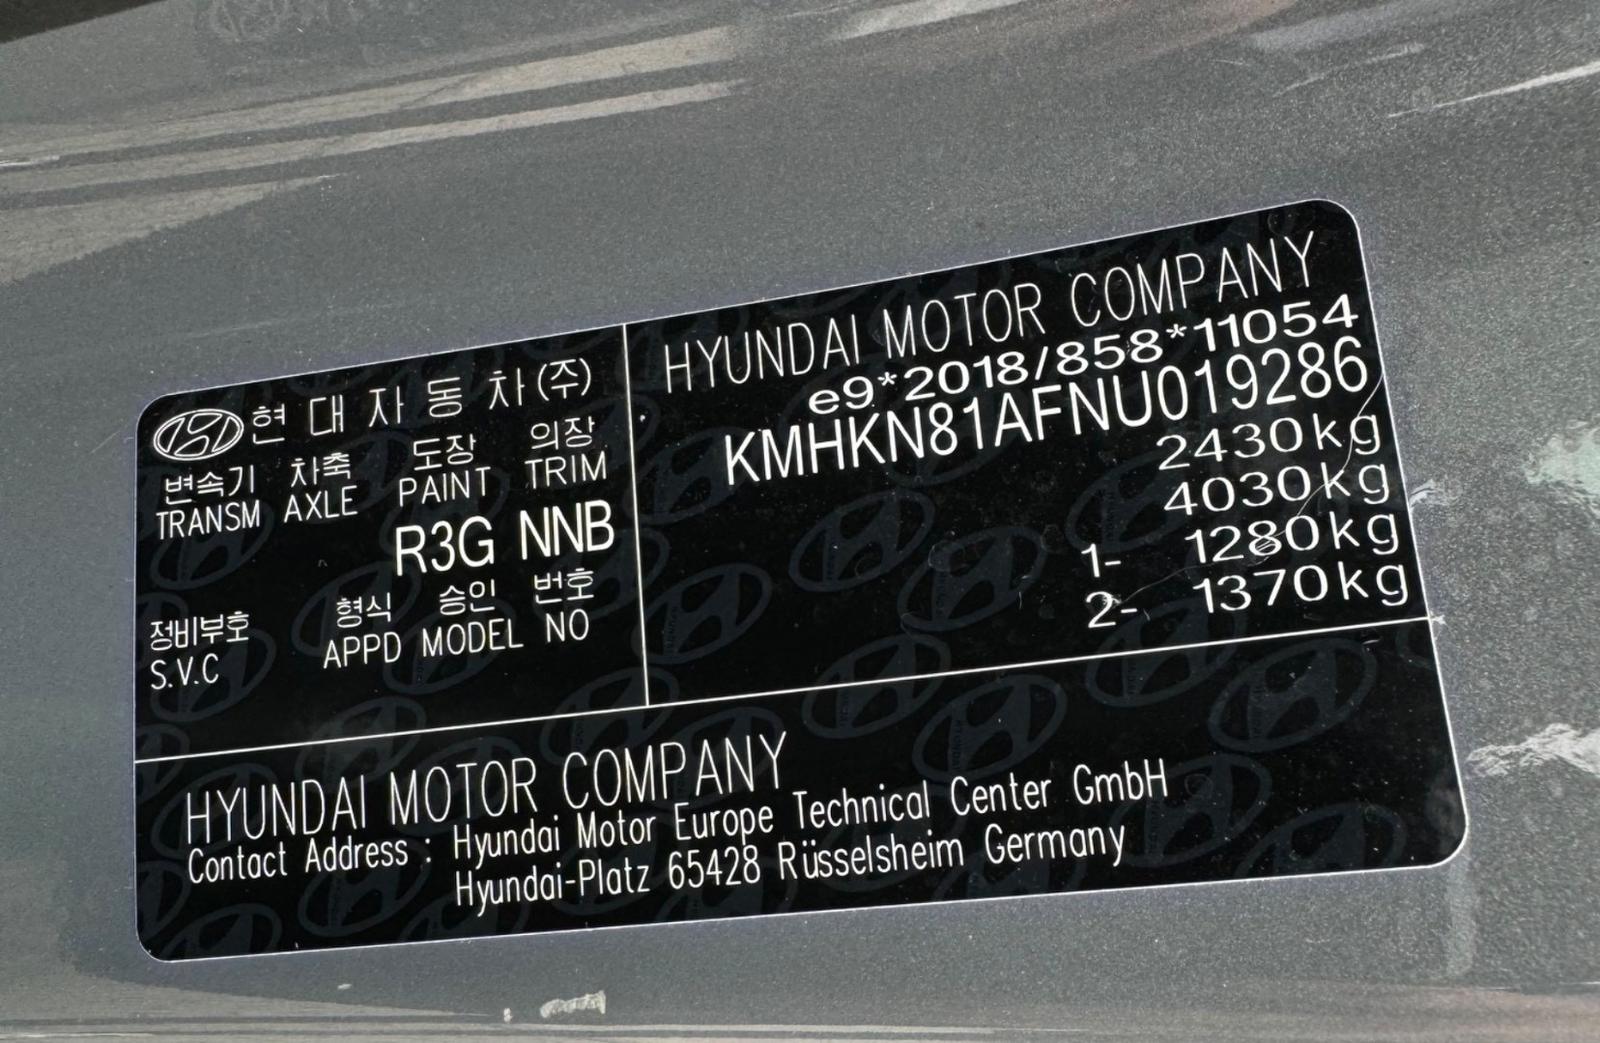 현대자동차(주)
변속기 차축 도장 의장
TRANSM AXLE PAINT TRIM
R3G NNB
정비부호 형식 승인 번호
S.V.C APPD MODEL NO
HYUNDAI MOTOR COMPANY
e9*2018/858*11054
KMHKN81AFNU019286
2430kg
4030kg
1- 1280kg
2- 1370kg
HYUNDAI MOTOR COMPANY
Contact Address : Hyundai Motor Europe Technical Center GmbH
Hyundai-Platz 65428 Rüsselsheim Germany